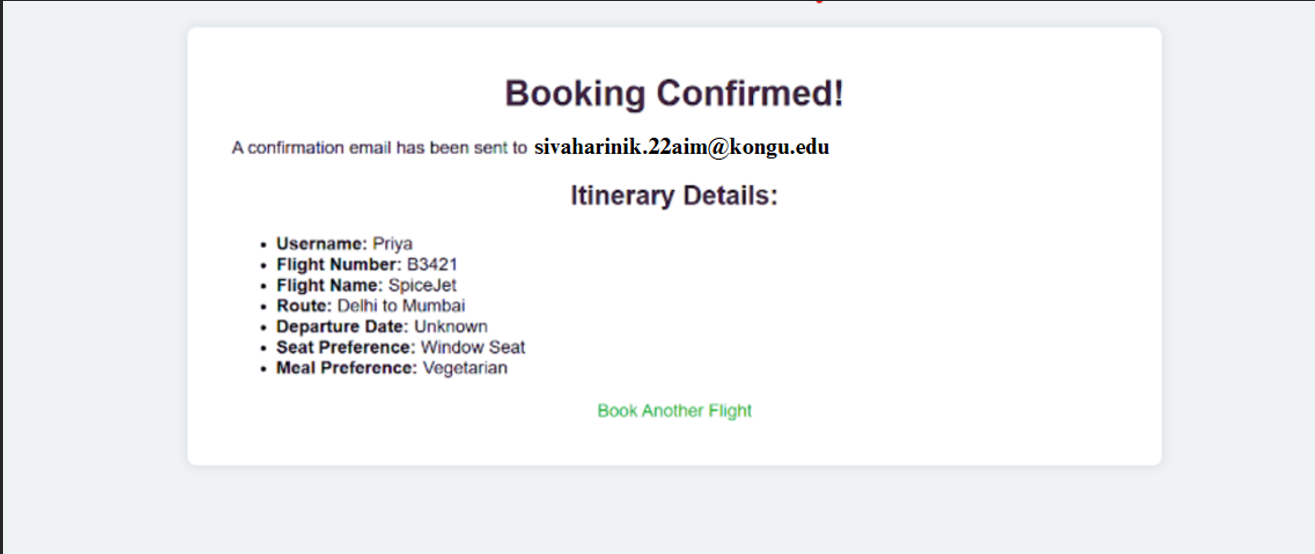 Booking Confirmed!
A confirmation email has been sent to sivaharinik.22aim@kongu.edu
Itinerary Details:
• Username: Priya
• Flight Number: B3421
• Flight Name: SpiceJet
• Route: Delhi to Mumbai
• Departure Date: Unknown
• Seat Preference: Window Seat
• Meal Preference: Vegetarian
Book Another Flight